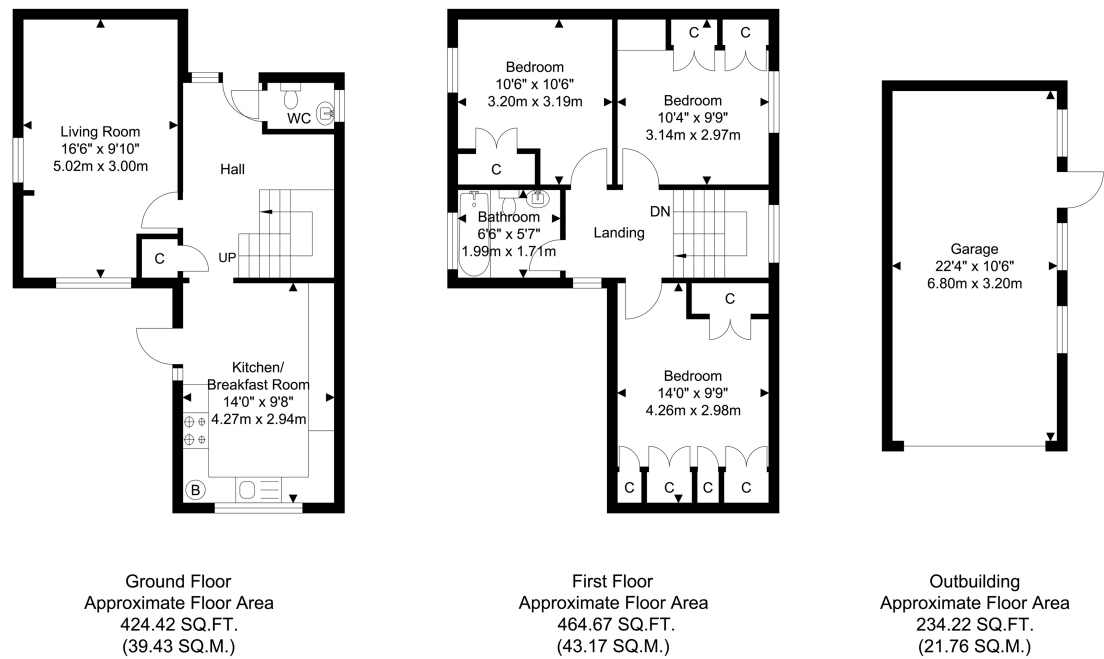 Living Room
16'6" x 9'10"
5.02m x 3.00m
WC
Hall
C
UP
Kitchen/
Breakfast Room
14'0" x 9'8"
4.27m x 2.94m
B
Ground Floor
Approximate Floor Area
424.42 SQ.FT.
(39.43 SQ.M.)
Bedroom
10'6" x 10'6"
3.20m x 3.19m
C
C
C
Bedroom
10'4" x 9'9"
3.14m x 2.97m
Bathroom
6'6" x 5'7"
1.99m x 1.71m
Landing
DN
C
Bedroom
14'0" x 9'9"
4.26m x 2.98m
C
C
C
C
First Floor
Approximate Floor Area
464.67 SQ.FT.
(43.17 SQ.M.)
Garage
22'4" x 10'6"
6.80m x 3.20m
Outbuilding
Approximate Floor Area
234.22 SQ.FT.
(21.76 SQ.M.)